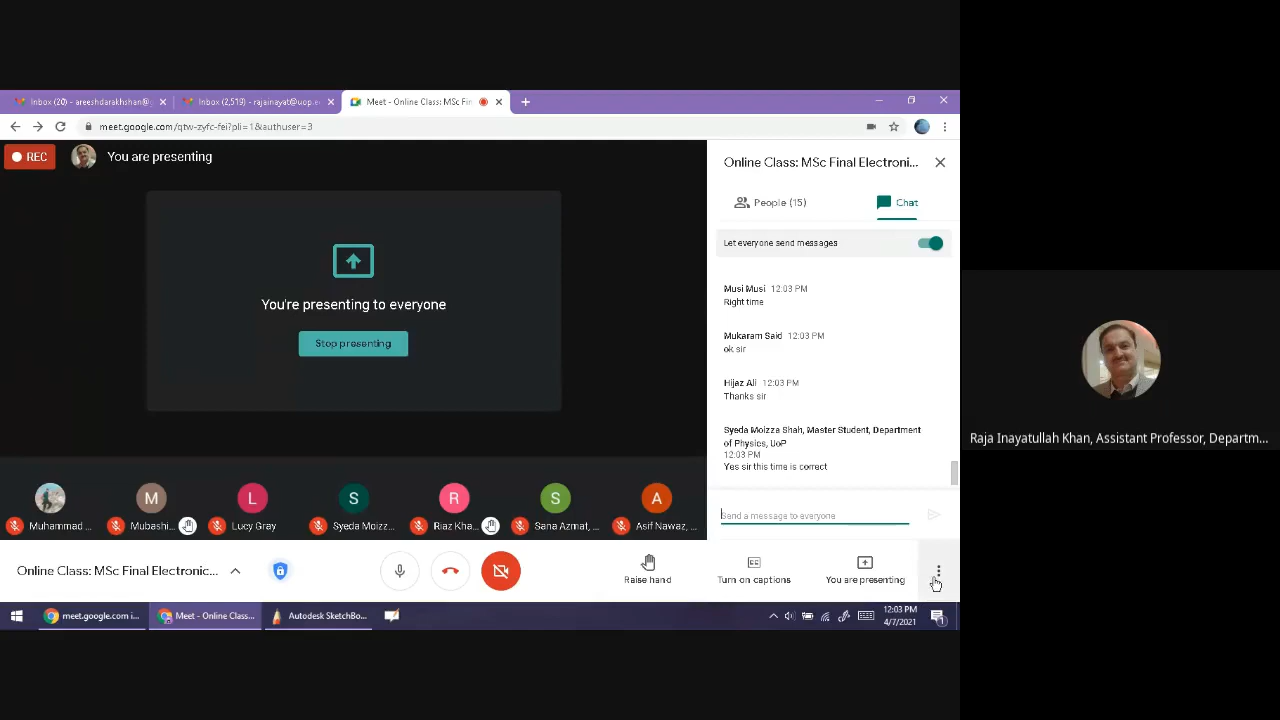 Inbox (20) - areeshdarakhshan@g
Inbox (2,519) - rajainayat@uop.e
Meet - Online Class: MSc Fin
meet.google.com/qtw-zyfc-fei?pli=1&authuser=3
REC
You are presenting
Online Class: MSc Final Electroni...
People (15)
Chat
Let everyone send messages
You're presenting to everyone
Stop presenting
Musi Musi 12:03 PM
Right time
Mukaram Said 12:03 PM
ok sir
Hijaz Ali 12:03 PM
Thanks sir
Syeda Moizza Shah, Master Student, Department
of Physics, UoP
12:03 PM
Yes sir this time is correct
Send a message to everyone
M
L
S
R
S
A
Muhammad ...
Mubashi...
Lucy Gray
Syeda Moizz...
Riaz Kha...
Sana Azmat, ...
Asif Nawaz, ...
Raja Inayatullah Khan, Assistant Professor, Departm...
Online Class: MSc Final Electronic...
Raise hand
Turn on captions
You are presenting
meet.google.com i...
Meet - Online Class...
Autodesk SketchBo...
12:03 PM
4/7/2021
1